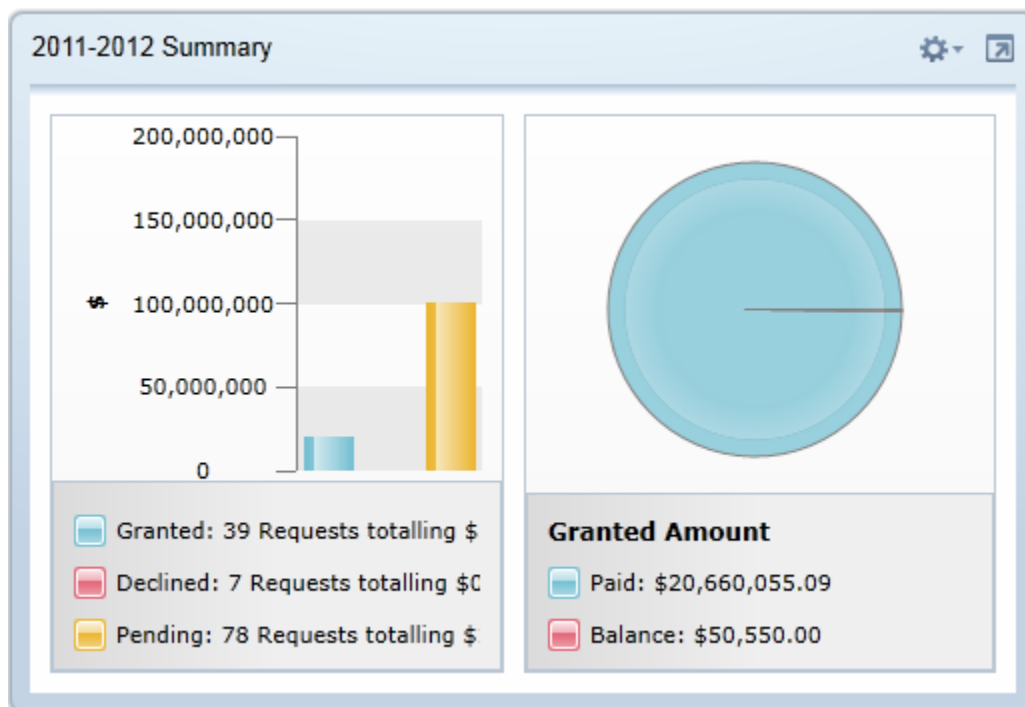 2011-2012 Summary
200,000,000
150,000,000
$
100,000,000
50,000,000
0
Granted: 39 Requests totalling $
Declined: 7 Requests totalling $0
Pending: 78 Requests totalling $
Granted Amount
Paid: $20,660,055.09
Balance: $50,550.00